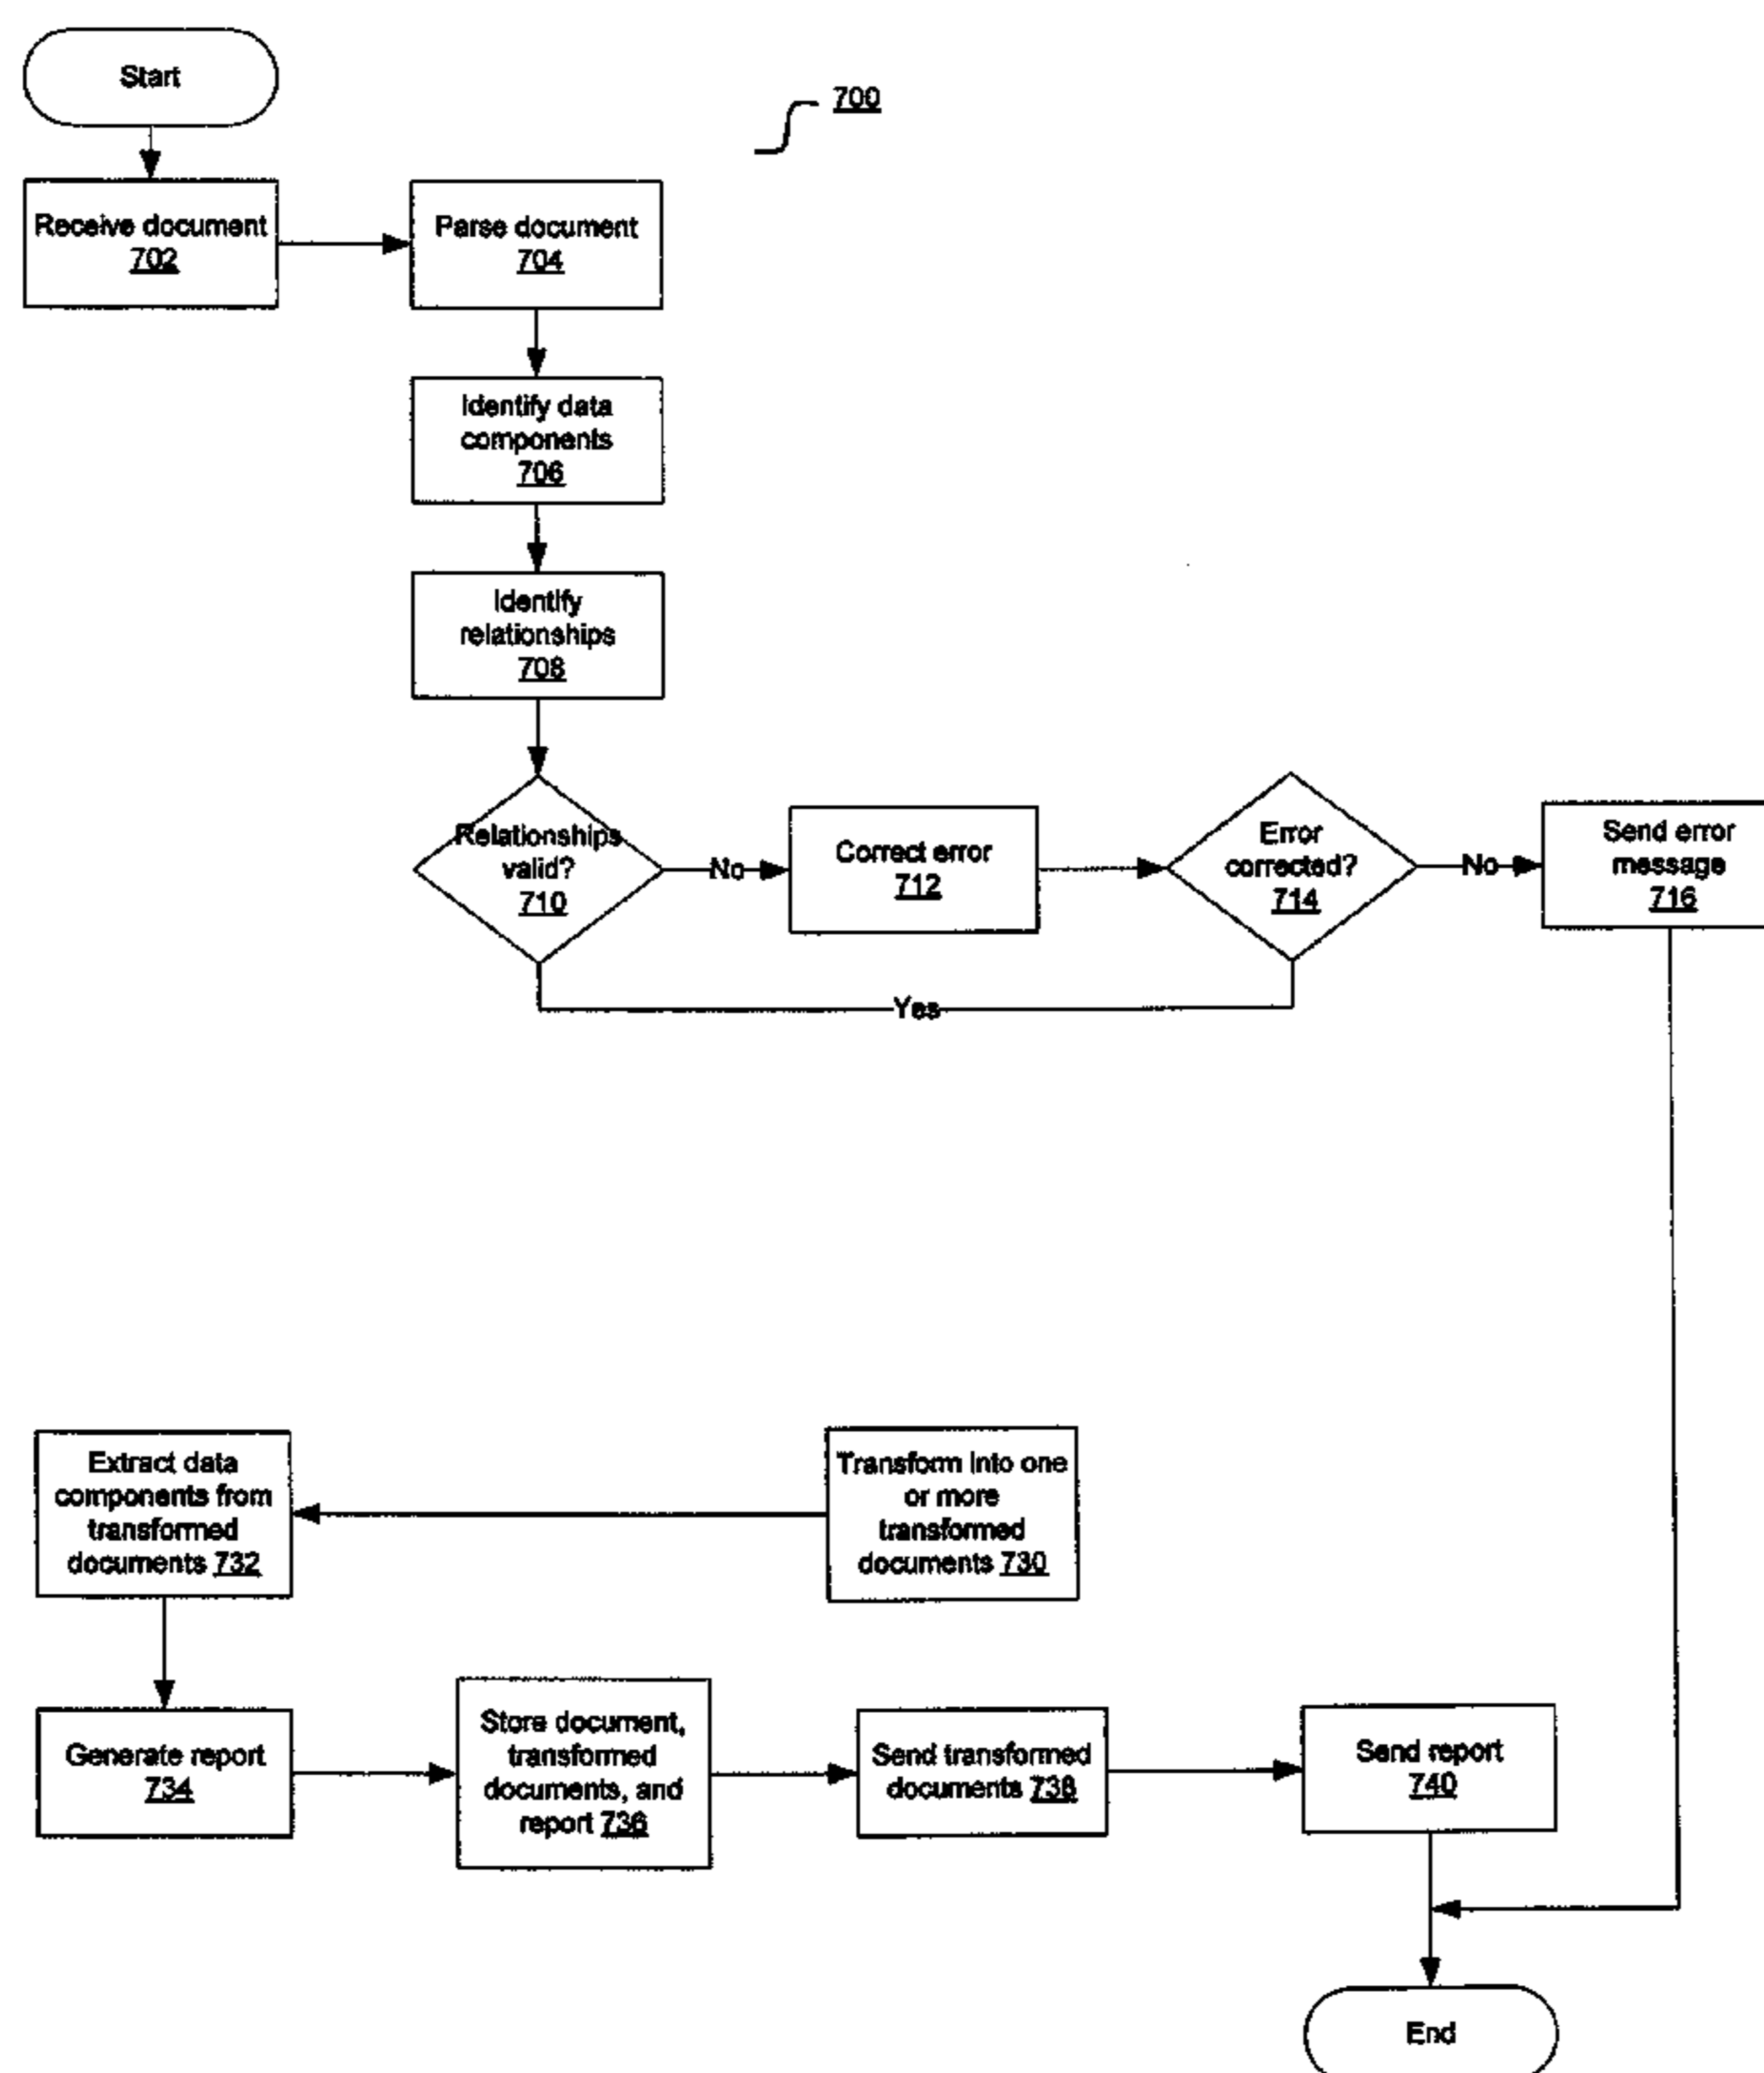 Start
700
Receive document
702
Parse document
704
Identify data
components
706
Identify
relationships
708
Relationships
valid?
710
No
Correct error
712
Error
corrected?
714
No
Send error
message
716
Yes
Extract data
components from
transformed
documents 732
Transform into one
or more
transformed
documents 730
Generate report
734
Store document,
transformed
documents, and
report 736
Send transformed
documents 738
Send report
740
End